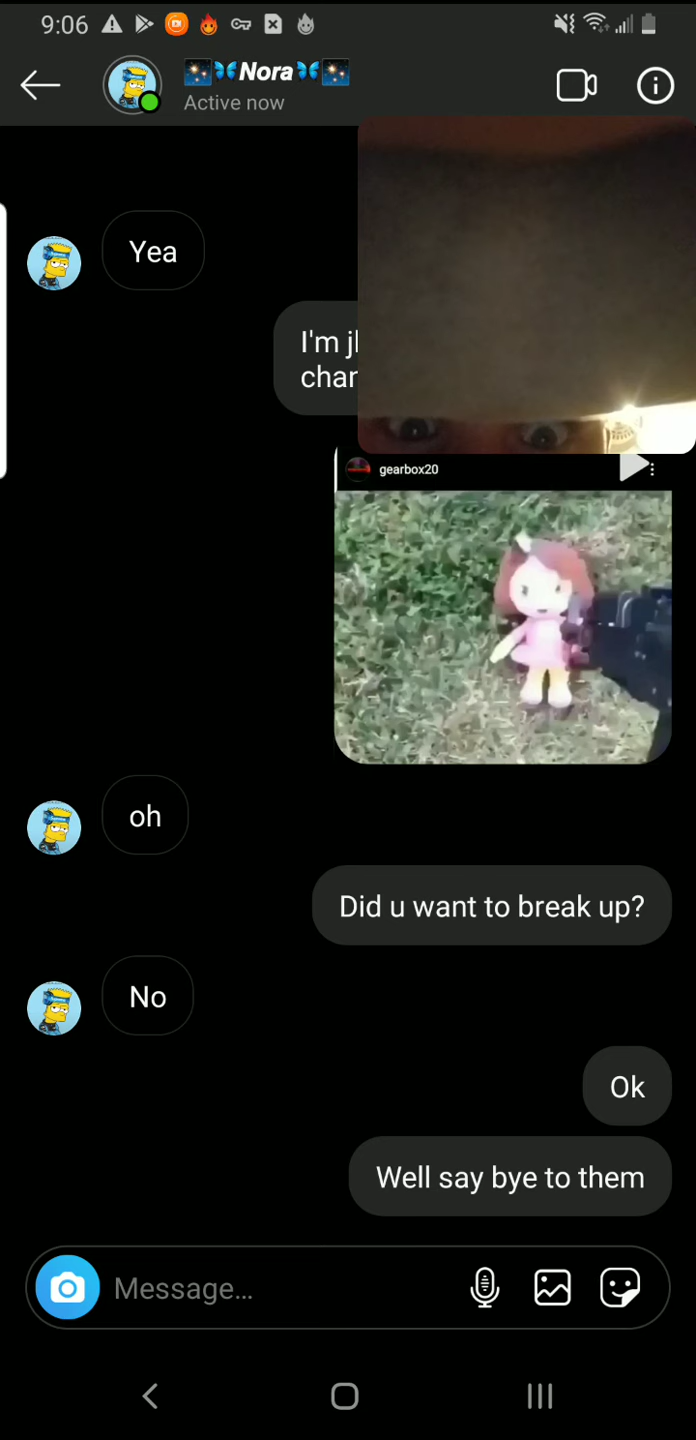 9:06
Nora
Active now
Yea
I'm
gearbox20
oh
Did u want to break up?
No
Ok
Well say bye to them
Message...